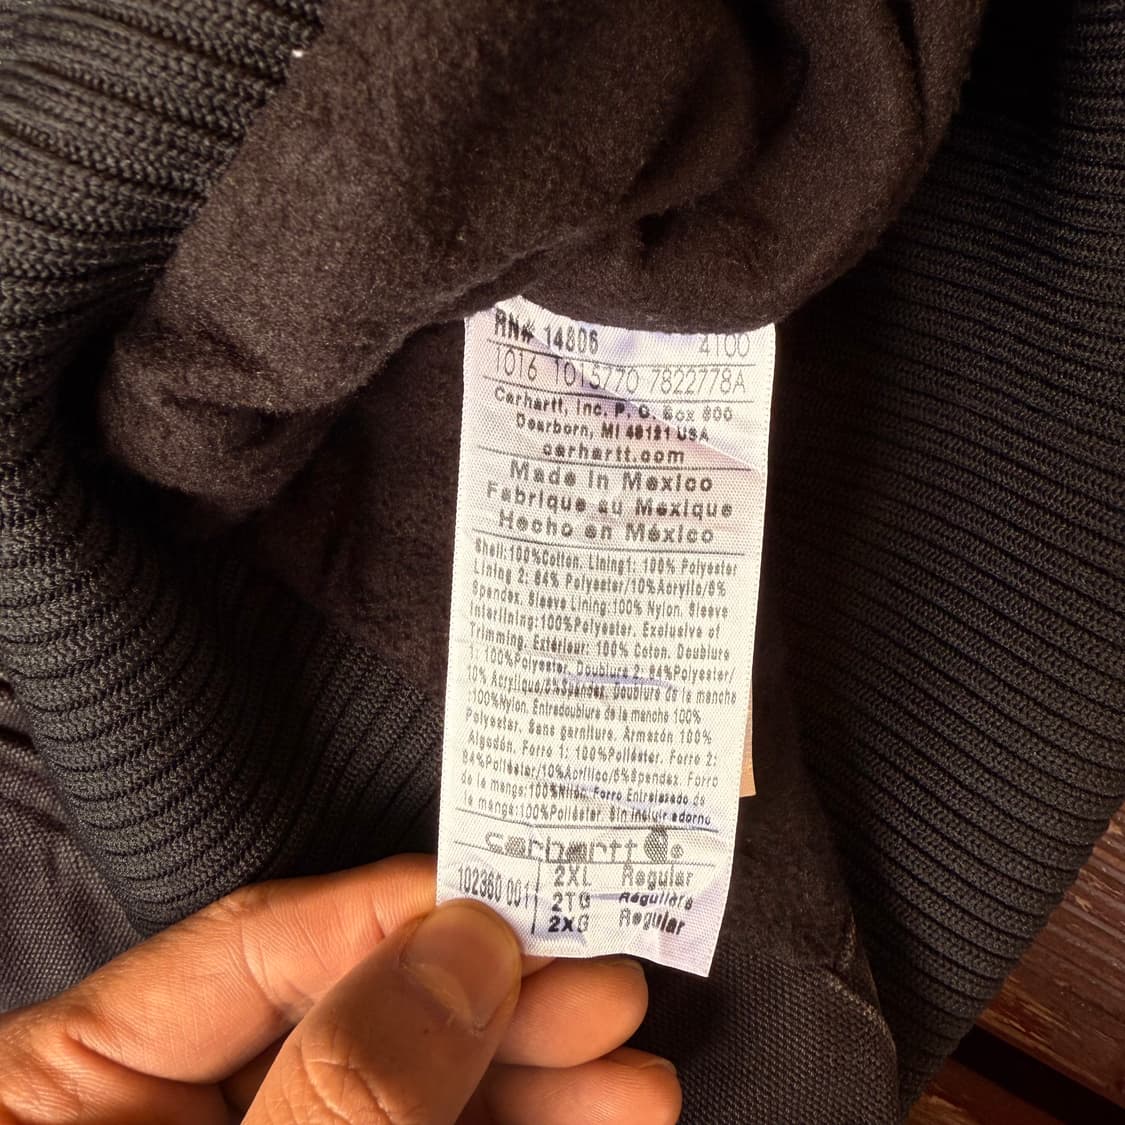 RN# 14806 4100
1016 1015770 7822778A
Carhartt, Inc. P. O. Box 600
Dearborn, MI 48121 USA
carhartt.com
Made in Mexico
Fabriqué au Mexique
Hecho en México
Shell:100%Cotton. Lining1: 100% Polyester
Lining 2: 84% Polyester/10%Acrylic/6%
Spandex. Sleeve Lining:100% Nylon. Sleeve
Interlining:100%Polyester. Exclusive of
Trimming. Extérieur: 100% Coton. Doublure
1: 100%Polyester. Doublure 2: 84%Polyester/
10% Acrylique/6%Spandex. Doublure de la manche
:100%Nylon. Entredoublure de la manche 100%
Polyester. Sans garniture. Armazón 100%
Algodón. Forro 1: 100%Poliéster. Forro 2:
84%Poliéster/10%Acrílico/6%Spandex. Forro
de la manga:100%Nilón. Forro Entrelazado de
la manga:100%Poliéster. Sin incluir adorno
carhartt
102360 001 2XL Regular
2TG Régulière
2XG Regular